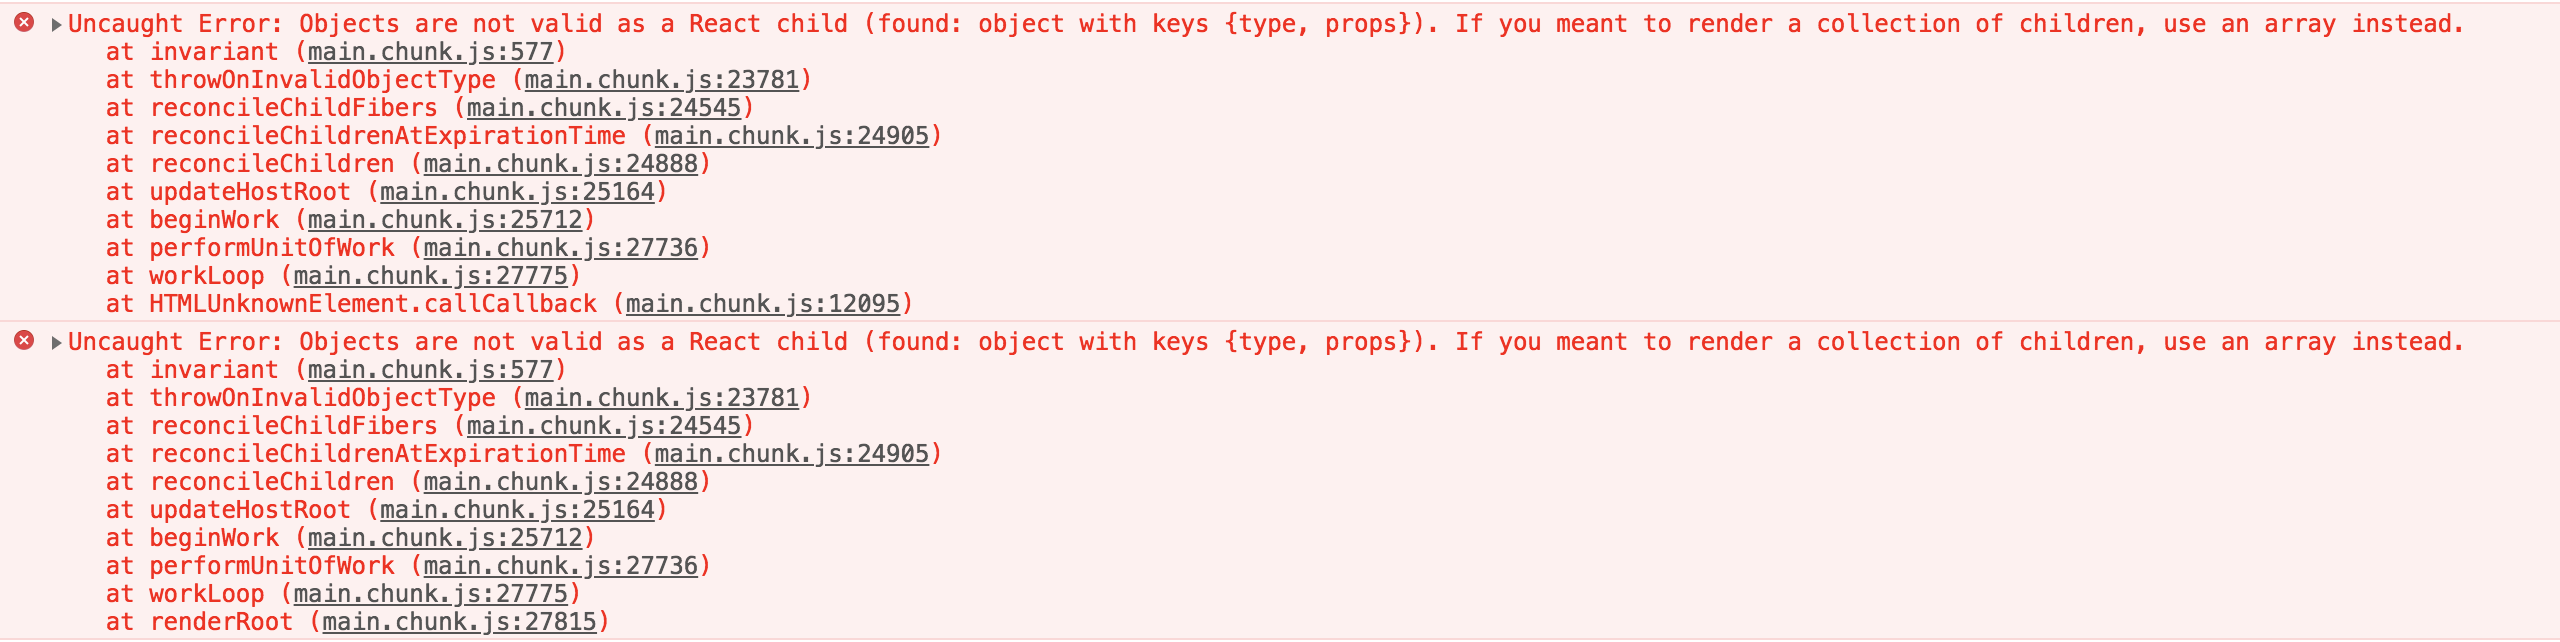 Uncaught Error: Objects are not valid as a React child (found: object with keys {type, props}). If you meant to render a collection of children, use an array instead.
at invariant (main.chunk.js:577)
at throwOnInvalidObjectType (main.chunk.js:23781)
at reconcileChildFibers (main.chunk.js:24545)
at reconcileChildrenAtExpirationTime (main.chunk.js:24905)
at reconcileChildren (main.chunk.js:24888)
at updateHostRoot (main.chunk.js:25164)
at beginWork (main.chunk.js:25712)
at performUnitOfWork (main.chunk.js:27736)
at workLoop (main.chunk.js:27775)
at HTMLUnknownElement.callCallback (main.chunk.js:12095)
Uncaught Error: Objects are not valid as a React child (found: object with keys {type, props}). If you meant to render a collection of children, use an array instead.
at invariant (main.chunk.js:577)
at throwOnInvalidObjectType (main.chunk.js:23781)
at reconcileChildFibers (main.chunk.js:24545)
at reconcileChildrenAtExpirationTime (main.chunk.js:24905)
at reconcileChildren (main.chunk.js:24888)
at updateHostRoot (main.chunk.js:25164)
at beginWork (main.chunk.js:25712)
at performUnitOfWork (main.chunk.js:27736)
at workLoop (main.chunk.js:27775)
at renderRoot (main.chunk.js:27815)